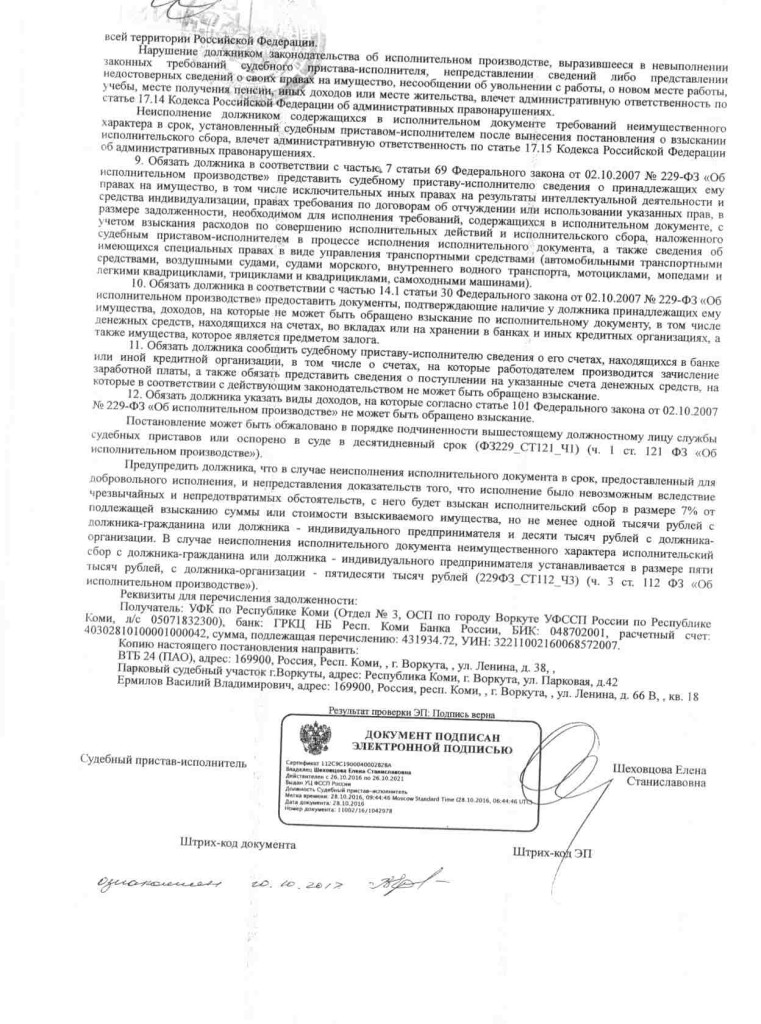 всей территории Российской Федерации.
Нарушение должником законодательства об исполнительном производстве, выразившееся в невыполнении
законных требований судебного пристава-исполнителя, непредставлении сведений либо представлении
недостоверных сведений о своих правах на имущество, несообщении об увольнении с работы, о новом месте работы,
учебы, месте получения пенсии, иных доходов или месте жительства, влечет административную ответственность по
статье 17.14 Кодекса Российской Федерации об административных правонарушениях.
Неисполнение должником содержащихся в исполнительном документе требований неимущественного
характера в срок, установленный судебным приставом-исполнителем после вынесения постановления о взыскании
исполнительского сбора, влечет административную ответственность по статье 17.15 Кодекса Российской Федерации
об административных правонарушениях.
9. Обязать должника в соответствии с частью 7 статьи 69 Федерального закона от 02.10.2007 № 229-ФЗ «Об
исполнительном производстве» представить судебному приставу-исполнителю сведения о принадлежащих ему
правах на имущество, в том числе исключительных иных правах на результаты интеллектуальной деятельности и
средства индивидуализации, правах требования по договорам об отчуждении или использовании указанных прав, в
размере задолженности, необходимом для исполнения требований, содержащихся в исполнительном документе, с
учетом взыскания расходов по совершению исполнительных действий и исполнительского сбора, наложенного
судебным приставом-исполнителем в процессе исполнения исполнительного документа, а также сведения об
имеющихся специальных правах в виде управления транспортными средствами (автомобильными транспортными
средствами, воздушными судами, судами морского, внутреннего водного транспорта, мотоциклами, мопедами и
легкими квадрициклами, трициклами и квадрициклами, самоходными машинами).
10. Обязать должника в соответствии с частью 14.1 статьи 30 Федерального закона от 02.10.2007 № 229-ФЗ «Об
исполнительном производстве» предоставить документы, подтверждающие наличие у должника принадлежащих ему
имущества, доходов, на которые не может быть обращено взыскание по исполнительному документу, в том числе
денежных средств, находящихся на счетах, во вкладах или на хранении в банках и иных кредитных организациях, а
также имущества, которое является предметом залога.
11. Обязать должника сообщить судебному приставу-исполнителю сведения о его счетах, находящихся в банке
или иной кредитной организации, в том числе о счетах, на которые работодателем производится зачисление
заработной платы, а также обязать представить сведения о поступлении на указанные счета денежных средств, на
которые в соответствии с действующим законодательством не может быть обращено взыскание.
12. Обязать должника указать виды доходов, на которые согласно статье 101 Федерального закона от 02.10.2007
№ 229-ФЗ «Об исполнительном производстве» не может быть обращено взыскание.
Постановление может быть обжаловано в порядке подчиненности вышестоящему должностному лицу службы
судебных приставов или оспорено в суде в десятидневный срок (ФЗ229_СТ121_Ч1) (ч. 1 ст. 121 ФЗ «Об
исполнительном производстве»).
Предупредить должника, что в случае неисполнения исполнительного документа в срок, предоставленный для
добровольного исполнения, и непредставления доказательств того, что исполнение было невозможным вследствие
чрезвычайных и непредотвратимых обстоятельств, с него будет взыскан исполнительский сбор в размере 7% от
подлежащей взысканию суммы или стоимости взыскиваемого имущества, но не менее одной тысячи рублей с
должника-гражданина или должника - индивидуального предпринимателя и десяти тысяч рублей с должника-
организации. В случае неисполнения исполнительного документа неимущественного характера исполнительский
сбор с должника-гражданина или должника - индивидуального предпринимателя устанавливается в размере пяти
тысяч рублей, с должника-организации - пятидесяти тысяч рублей (229ФЗ_СТ112_Ч3) (ч. 3 ст. 112 ФЗ «Об
исполнительном производстве»).
Реквизиты для перечисления задолженности:
Получатель: УФК по Республике Коми (Отдел № 3, ОСП по городу Воркуте УФССП России по Республике
Коми, л/с 05071832300), банк: ГРКЦ НБ Респ. Коми Банка России, БИК: 048702001, расчетный счет:
40302810100001000042, сумма, подлежащая перечислению: 431934.72, УИН: 32211002160068572007.
Копию настоящего постановления направить:
ВТБ 24 (ПАО), адрес: 169900, Россия, Респ. Коми, , г. Воркута, , ул. Ленина, д. 38, ,
Парковый судебный участок г.Воркуты, адрес: Республика Коми, г. Воркута, ул. Парковая, д.42
Ермилов Василий Владимирович, адрес: 169900, Россия, респ. Коми, , г. Воркута, , ул. Ленина, д. 66 В, , кв. 18
Результат проверки ЭП: Подпись верна
ДОКУМЕНТ ПОДПИСАН
ЭЛЕКТРОННОЙ ПОДПИСЬЮ
Сертификат 112C9C1900040002B2BA
Владелец Шеховцова Елена Станиславовна
Действителен с 26.10.2016 по 26.10.2021
Выдан УЦ ФССП России
Должность Судебный пристав-исполнитель
Метка времени: 28.10.2016, 09:44:46 Moscow Standard Time (28.10.2016, 06:44:46 UTC)
Дата документа: 28.10.2016
Номер документа: 11002/16/1042978
Судебный пристав-исполнитель
Шеховцова Елена
Станиславовна
Штрих-код документа
Штрих-код ЭП
ознакомлен 20.10.2017